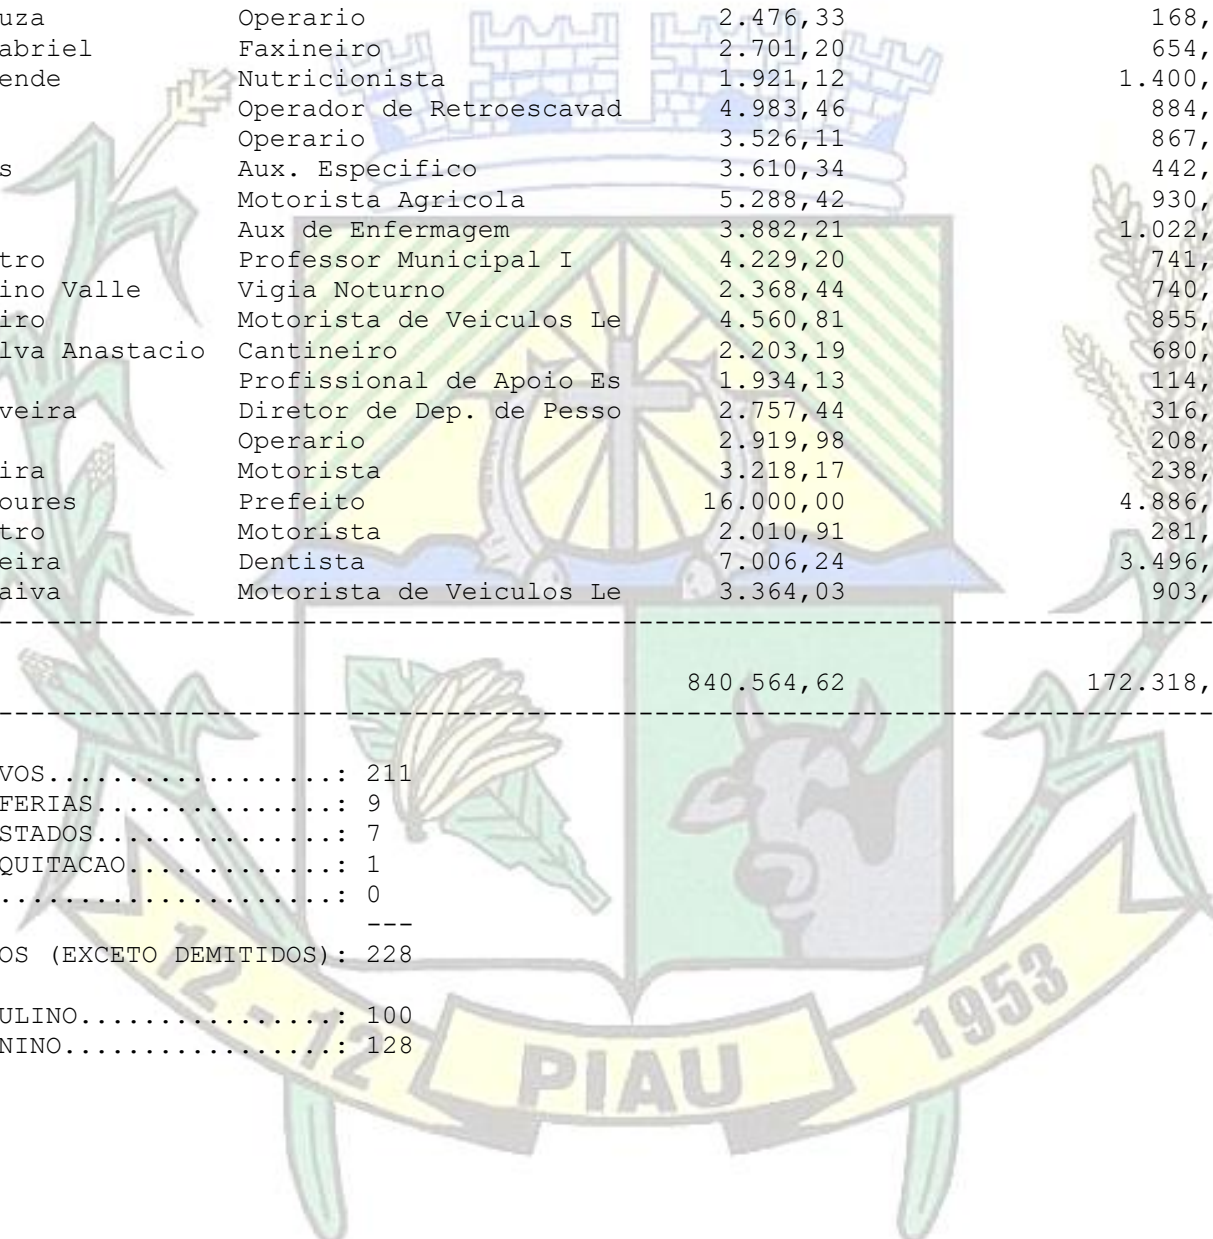 uza Operario 2.476,33 168,
abriel Faxineiro 2.701,20 654,
ende Nutricionista 1.921,12 1.400,
Operador de Retroescavad 4.983,46 884,
Operario 3.526,11 867,
s Aux. Especifico 3.610,34 442,
Motorista Agricola 5.288,42 930,
Aux de Enfermagem 3.882,21 1.022,
tro Professor Municipal I 4.229,20 741,
ino Valle Vigia Noturno 2.368,44 740,
iro Motorista de Veiculos Le 4.560,81 855,
lva Anastacio Cantineiro 2.203,19 680,
Profissional de Apoio Es 1.934,13 114,
veira Diretor de Dep. de Pesso 2.757,44 316,
Operario 2.919,98 208,
ira Motorista 3.218,17 238,
oures Prefeito 16.000,00 4.886,
tro Motorista 2.010,91 281,
eira Dentista 7.006,24 3.496,
aiva Motorista de Veiculos Le 3.364,03 903,
----------------------------------------------------------------------------
840.564,62 172.318,
----------------------------------------------------------------------------
VOS..................: 211
FERIAS...............: 9
STADOS...............: 7
QUITACAO.............: 1
.....................: 0
---
OS (EXCETO DEMITIDOS): 228
ULINO................: 100
NINO.................: 128
12 - 12 PIAU 1953